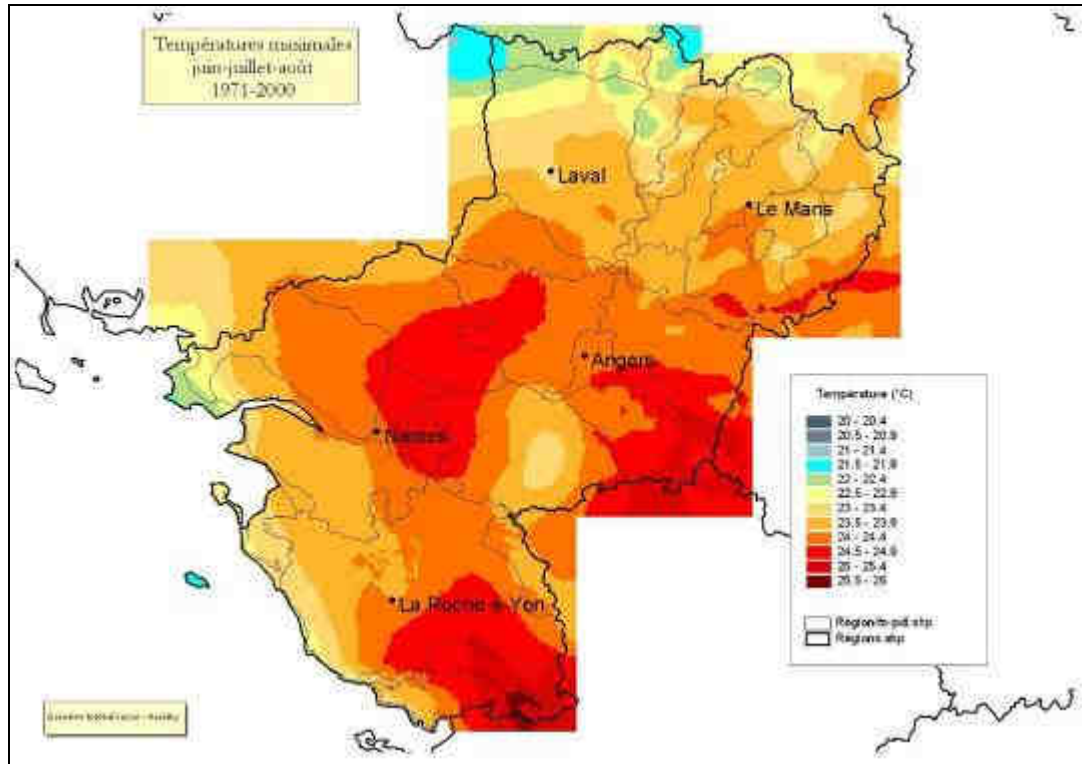 Températures maximales
juin-juillet-août
1971-2000
Laval
Le Mans
Angers
Nantes
La Roche-s-Yon
Température (°C)
20 - 20.4
20.5 - 20.9
21 - 21.4
21.5 - 21.9
22 - 22.4
22.5 - 22.9
23 - 23.4
23.5 - 23.9
24 - 24.4
24.5 - 24.9
25 - 25.4
25.5 - 26
Regions.shp